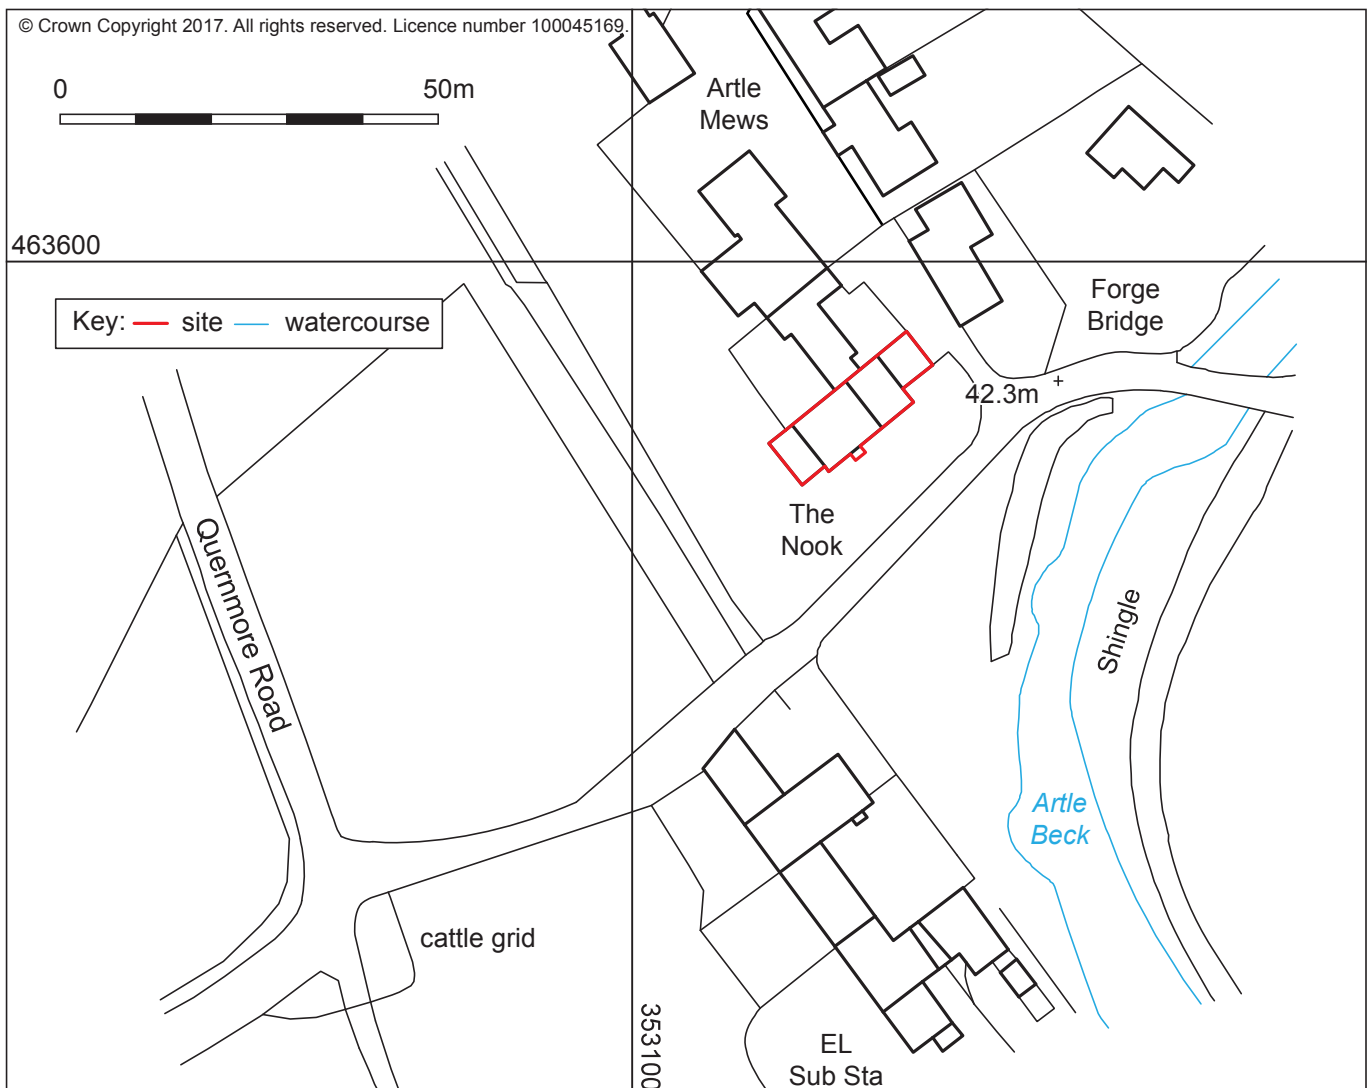 © Crown Copyright 2017. All rights reserved. Licence number 100045169.
0 50m
Artle
Mews
463600
Key: site watercourse
Forge
Bridge
42.3m
The
Nook
Quernmore Road
Shingle
Artle
Beck
cattle grid
353100
EL
Sub Sta